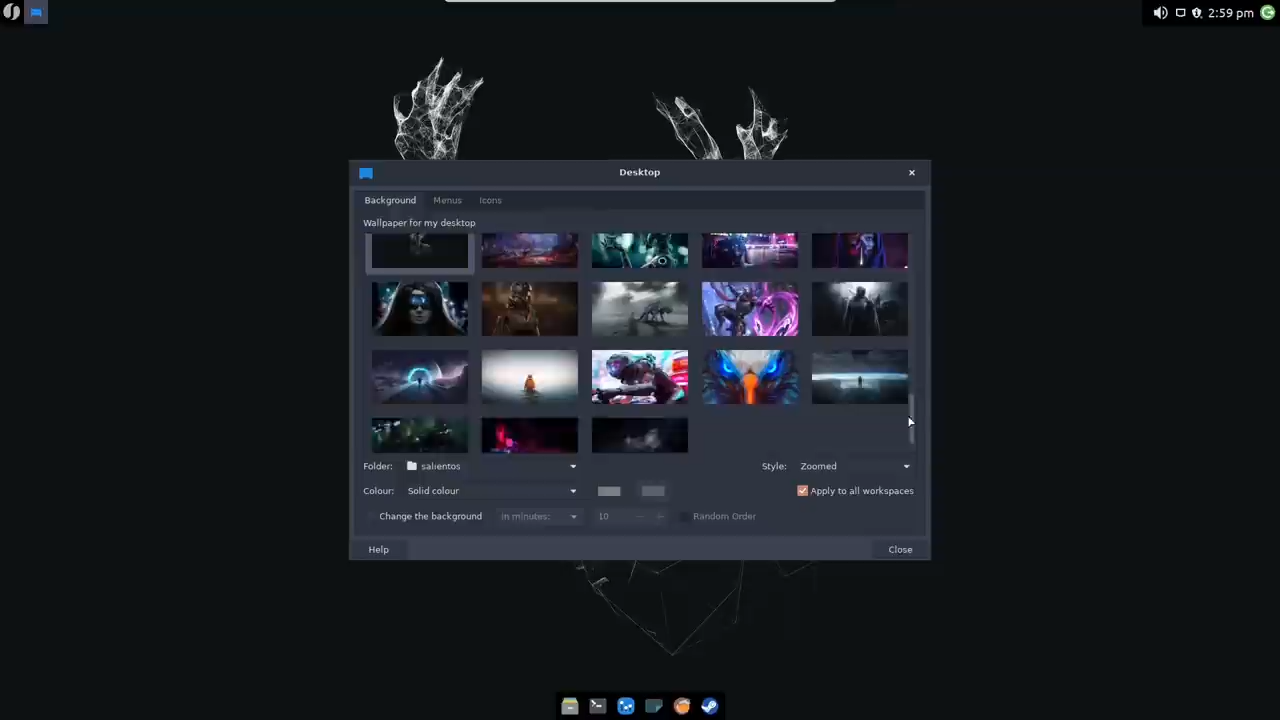 2:59 pm
Desktop
Background Menus Icons
Wallpaper for my desktop
Folder: salientos Style: Zoomed
Colour: Solid colour Apply to all workspaces
Change the background in minutes: 10 Random Order
Help Close